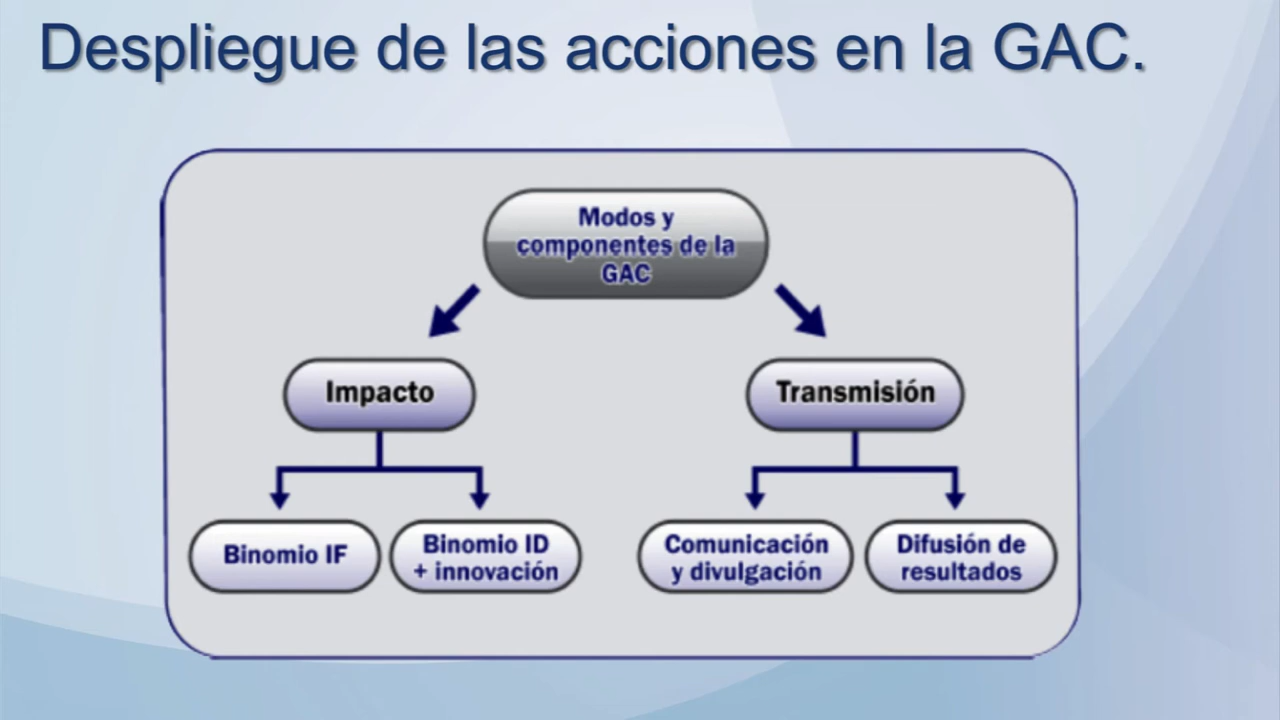 Despliegue de las acciones en la GAC.
Modos y
componentes de la
GAC
Impacto
Transmisión
Binomio IF
Binomio ID
+ innovación
Comunicación
y divulgación
Difusión de
resultados